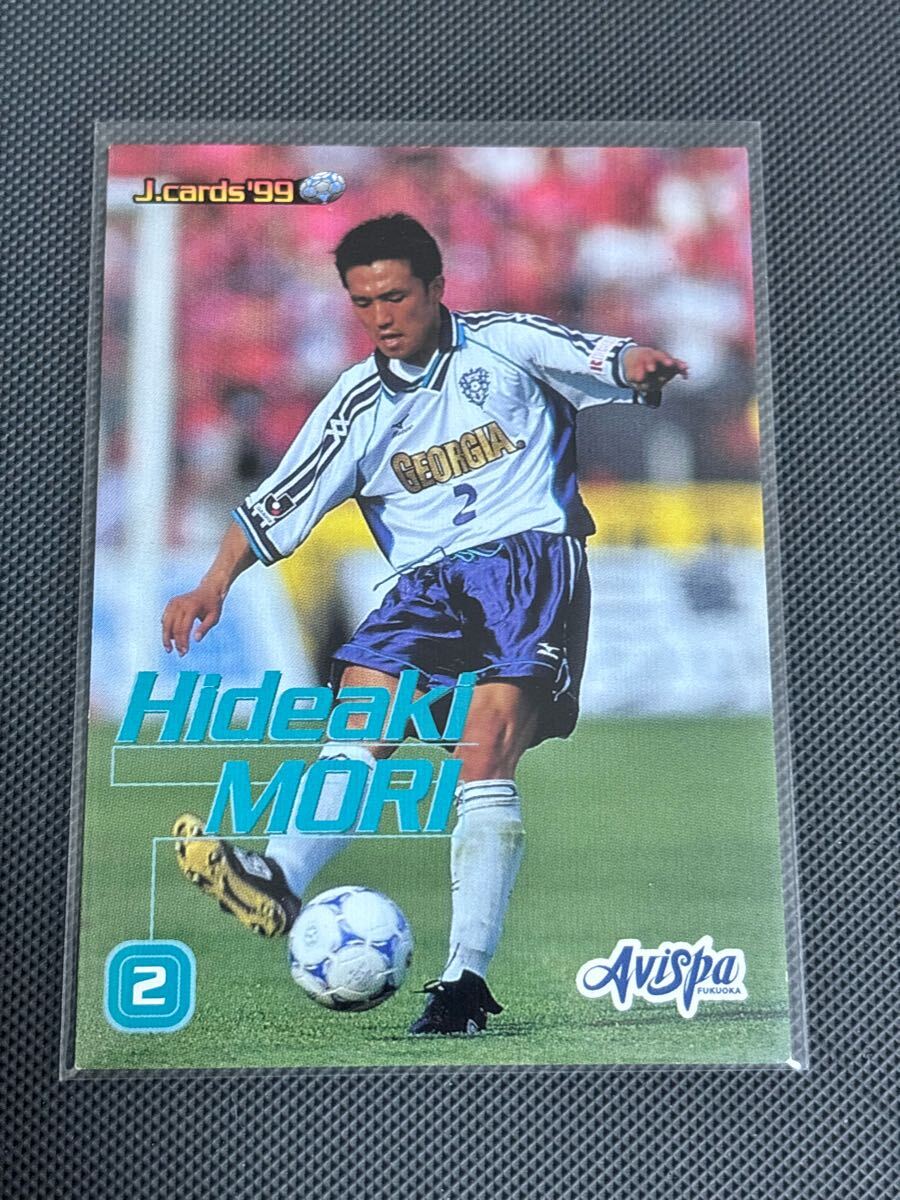 J.cards'99
GEORGIA
2
Hideaki
MORI
2
Avispa
FUKUOKA